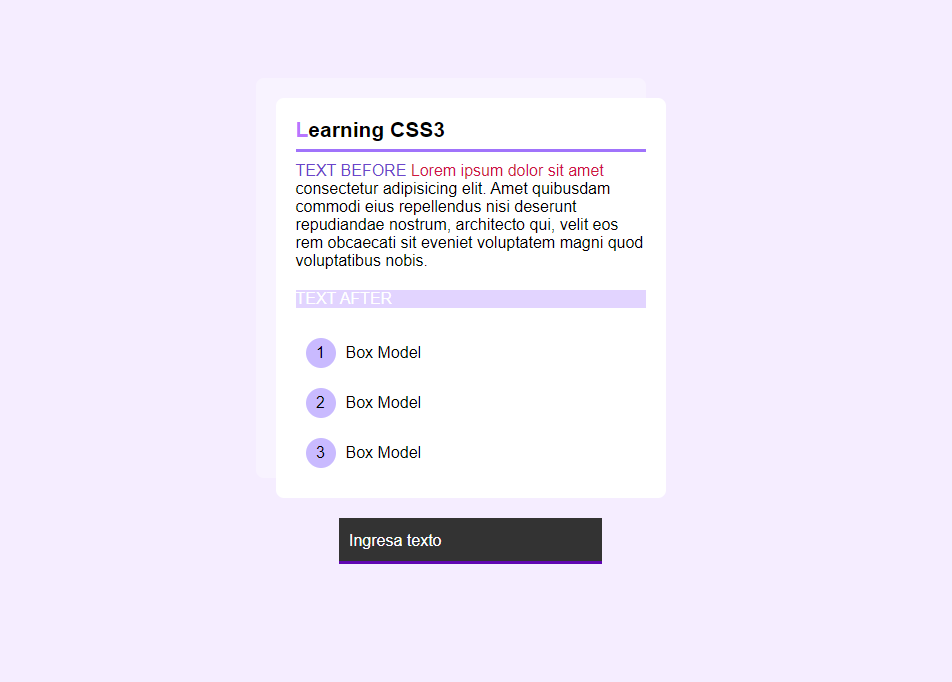 Learning CSS3
TEXT BEFORE Lorem ipsum dolor sit amet
consectetur adipisicing elit. Amet quibusdam
commodi eius repellendus nisi deserunt
repudiandae nostrum, architecto qui, velit eos
rem obcaecati sit eveniet voluptatem magni quod
voluptatibus nobis.
TEXT AFTER
1 Box Model
2 Box Model
3 Box Model
Ingresa texto